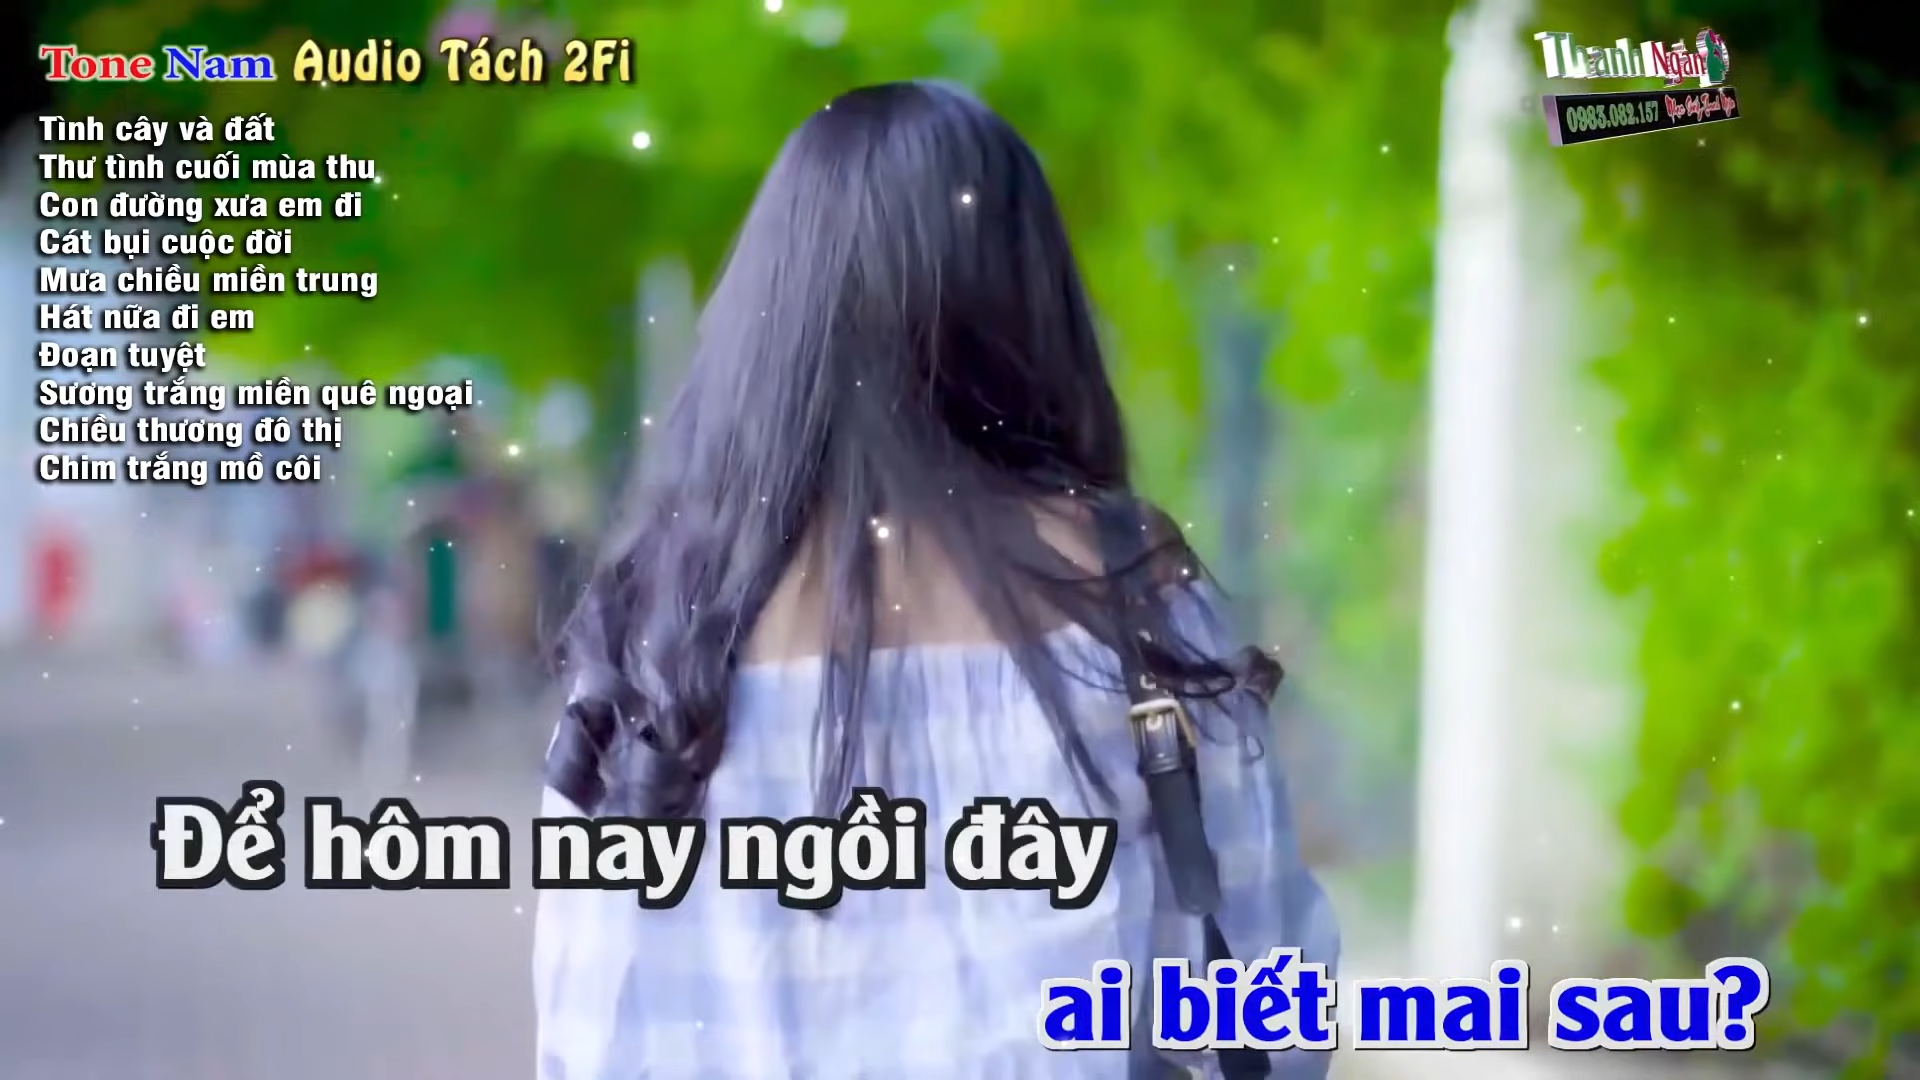 Tone Nam Audio Tách 2Fi
Thanh Ngân
0983.082.157
Tình cây và đất
Thư tình cuối mùa thu
Con đường xưa em đi
Cát bụi cuộc đời
Mưa chiều miền trung
Hát nữa đi em
Đoạn tuyệt
Sương trắng miền quê ngoại
Chiều thương đô thị
Chim trắng mồ côi
Để hôm nay ngồi đây
ai biết mai sau?